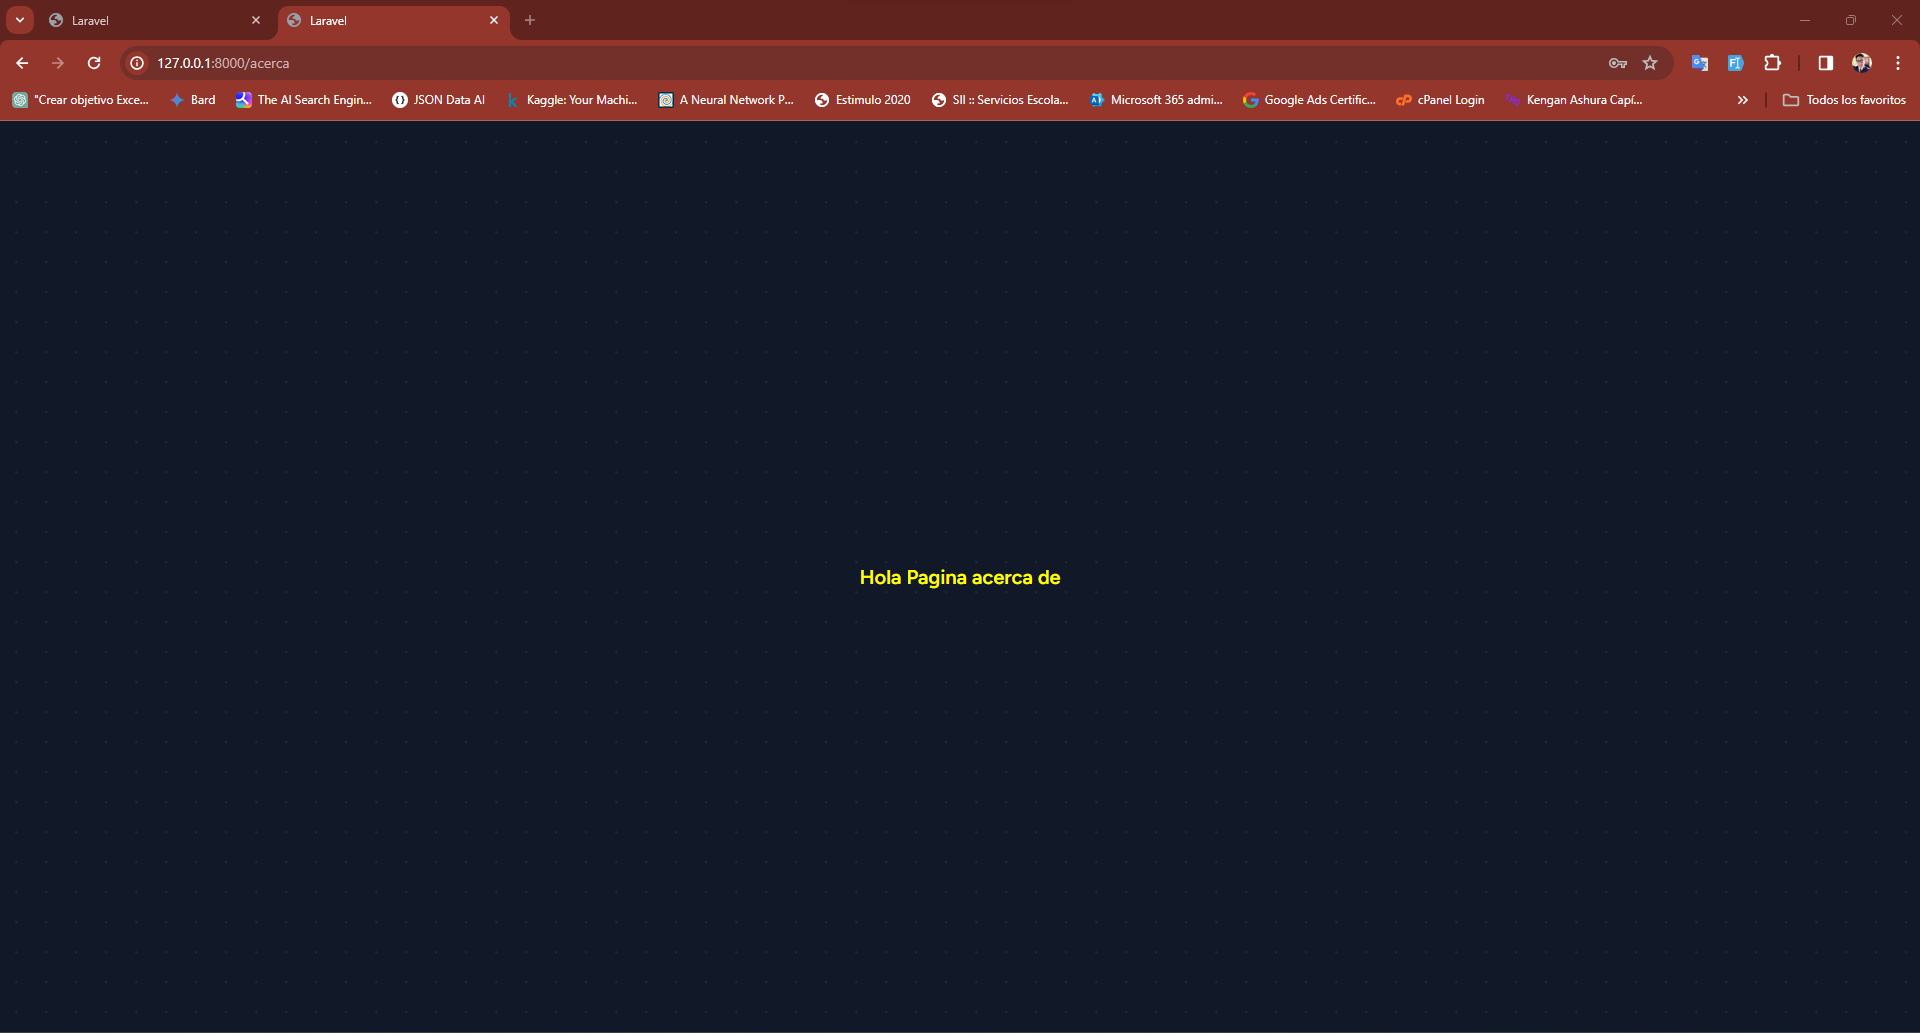 Laravel
Laravel
127.0.0.1:8000/acerca
"Crear objetivo Exce...
Bard
The AI Search Engin...
JSON Data AI
Kaggle: Your Machi...
A Neural Network P...
Estimulo 2020
SII :: Servicios Escola...
Microsoft 365 admi...
Google Ads Certific...
cPanel Login
Kengan Ashura Capí...
Todos los favoritos
Hola Pagina acerca de